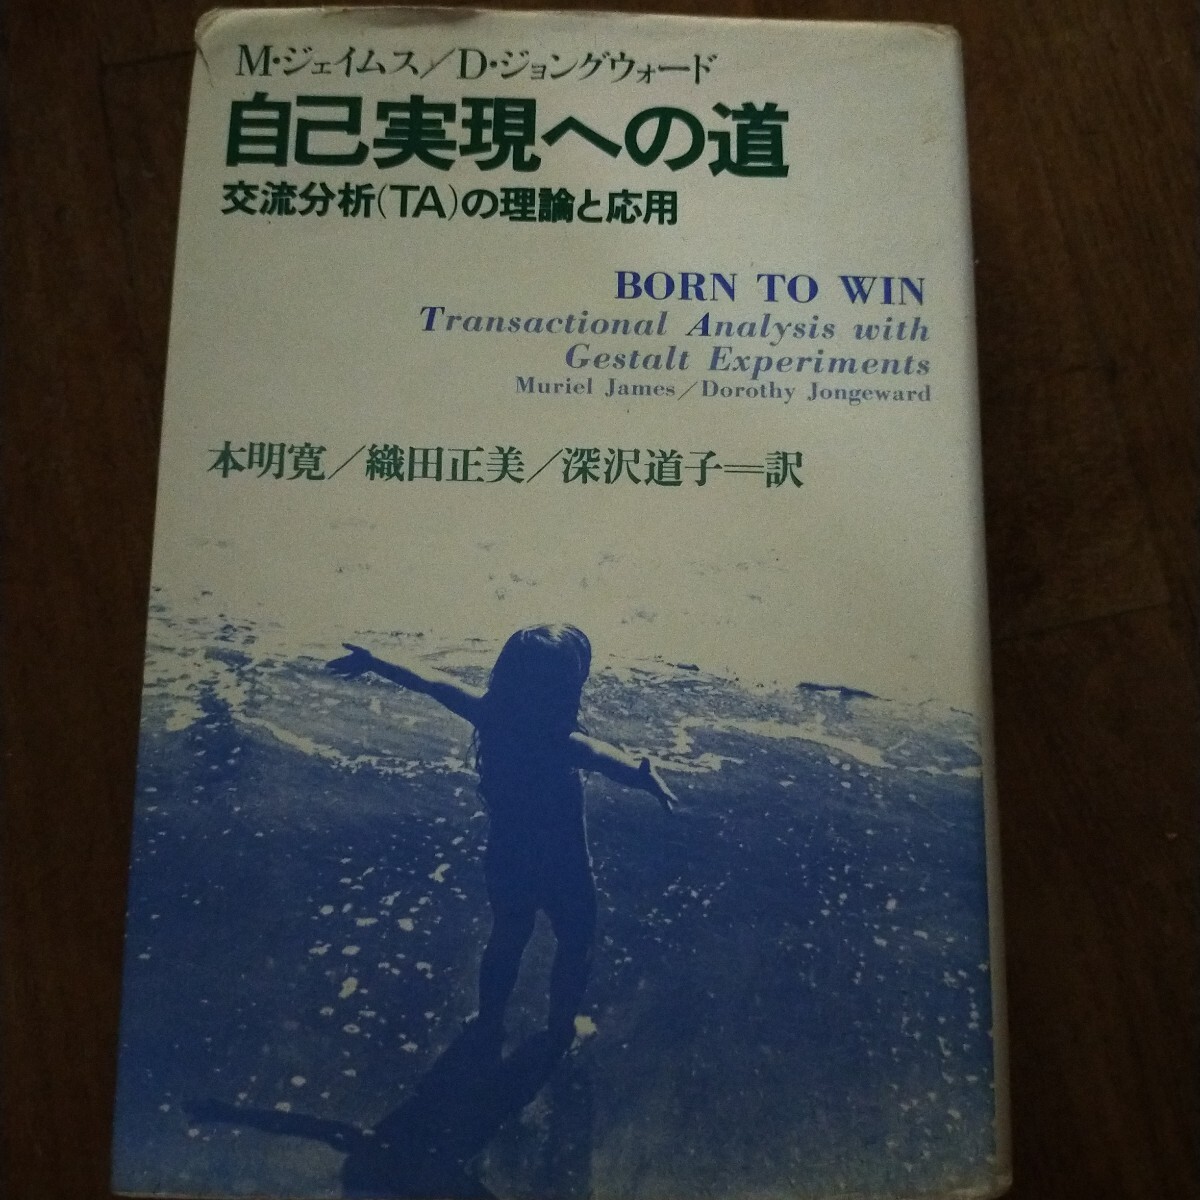 M・ジェイムス／D・ジョングウォード
自己実現への道
交流分析(TA)の理論と応用
BORN TO WIN
Transactional Analysis with
Gestalt Experiments
Muriel James／Dorothy Jongeward
本明寛／織田正美／深沢道子＝訳